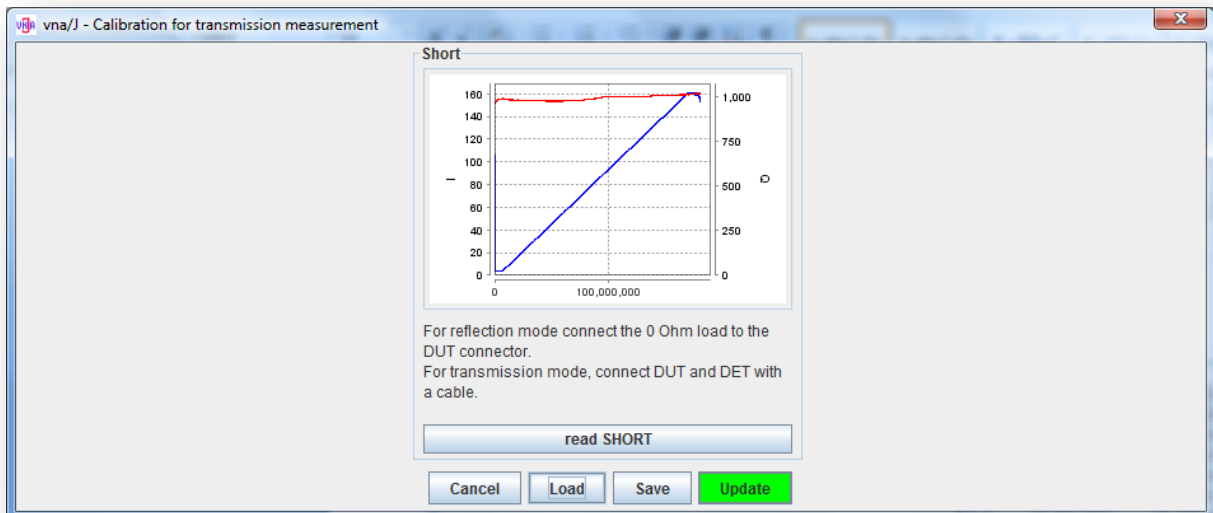 vna/J - Calibration for transmission measurement
Short
160
140
120
100
80
60
40
20
0
I
1,000
750
500
250
0
Q
0
100,000,000
For reflection mode connect the 0 Ohm load to the
DUT connector.
For transmission mode, connect DUT and DET with
a cable.
read SHORT
Cancel Load Save Update